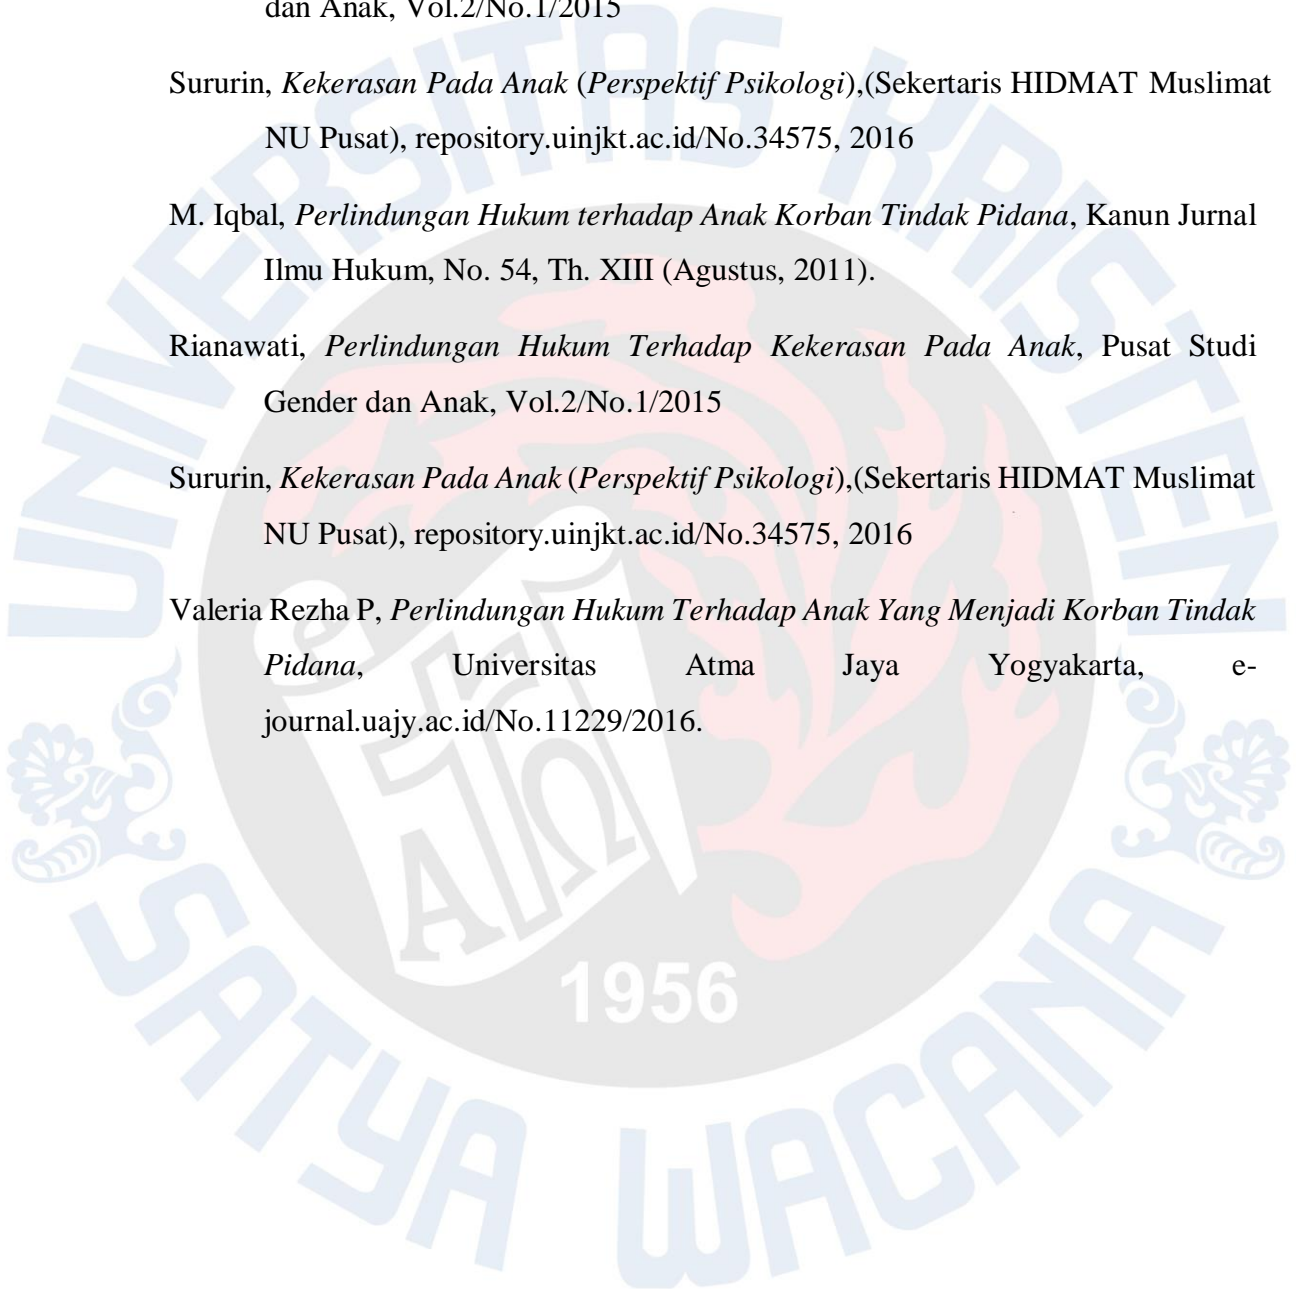 dan Anak, Vol.2/No.1/2015
Sururin, Kekerasan Pada Anak (Perspektif Psikologi),(Sekertaris HIDMAT Muslimat
NU Pusat), repository.uinjkt.ac.id/No.34575, 2016
M. Iqbal, Perlindungan Hukum terhadap Anak Korban Tindak Pidana, Kanun Jurnal
Ilmu Hukum, No. 54, Th. XIII (Agustus, 2011).
Rianawati, Perlindungan Hukum Terhadap Kekerasan Pada Anak, Pusat Studi
Gender dan Anak, Vol.2/No.1/2015
Sururin, Kekerasan Pada Anak (Perspektif Psikologi),(Sekertaris HIDMAT Muslimat
NU Pusat), repository.uinjkt.ac.id/No.34575, 2016
Valeria Rezha P, Perlindungan Hukum Terhadap Anak Yang Menjadi Korban Tindak
Pidana, Universitas Atma Jaya Yogyakarta, e-
journal.uajy.ac.id/No.11229/2016.
UNIVERSITAS KRISTEN
SATYA WACANA
1956
Α Ω